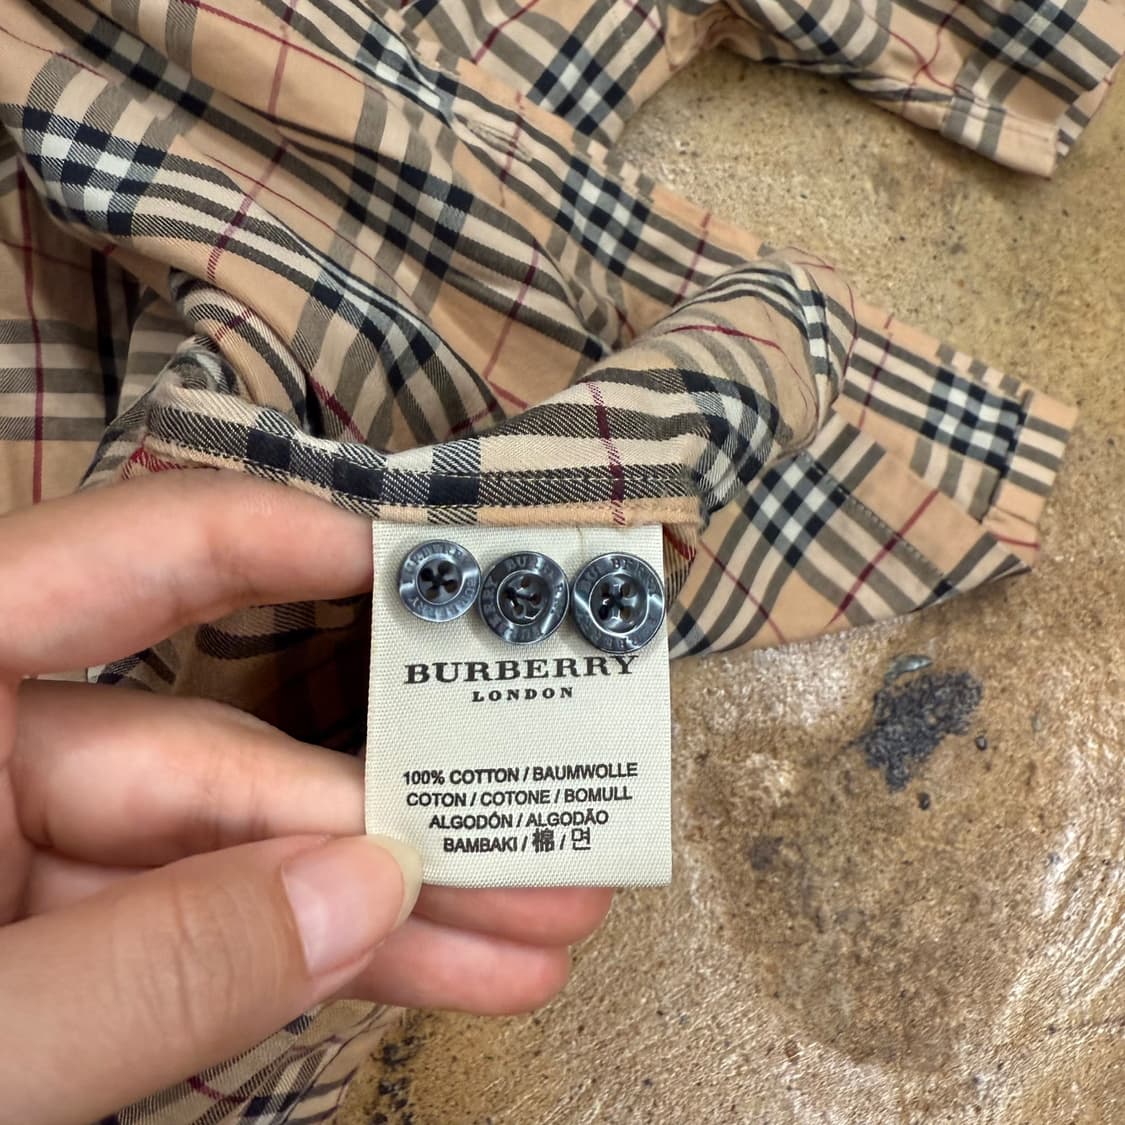 BURBERRY
LONDON
100% COTTON / BAUMWOLLE
COTON / COTONE / BOMULL
ALGODÓN / ALGODÃO
BAMBAKI / 棉 / 면